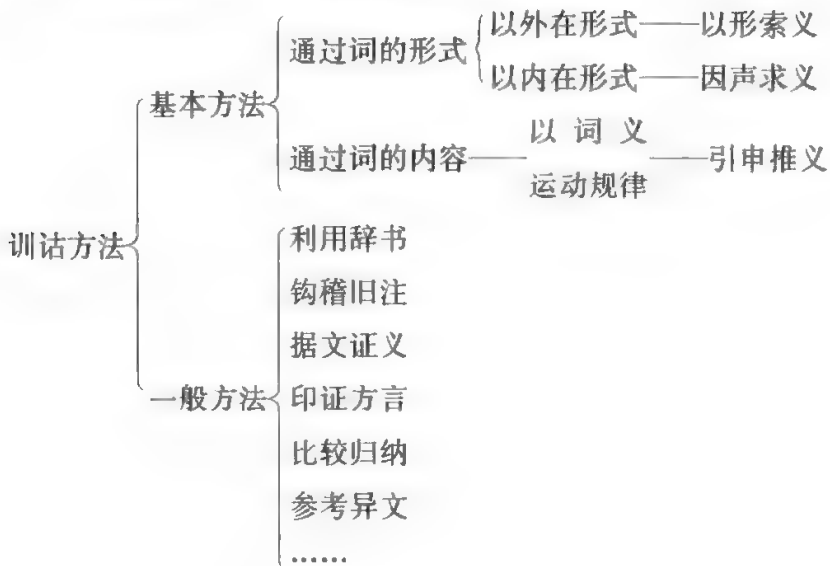 通过词的形式
以外在形式——以形索义
以内在形式——因声求义
基本方法
通过词的内容——以词义运动规律——引申推义
训诂方法
利用辞书
钩稽旧注
据文证义
一般方法
印证方言
比较归纳
参考异文
……